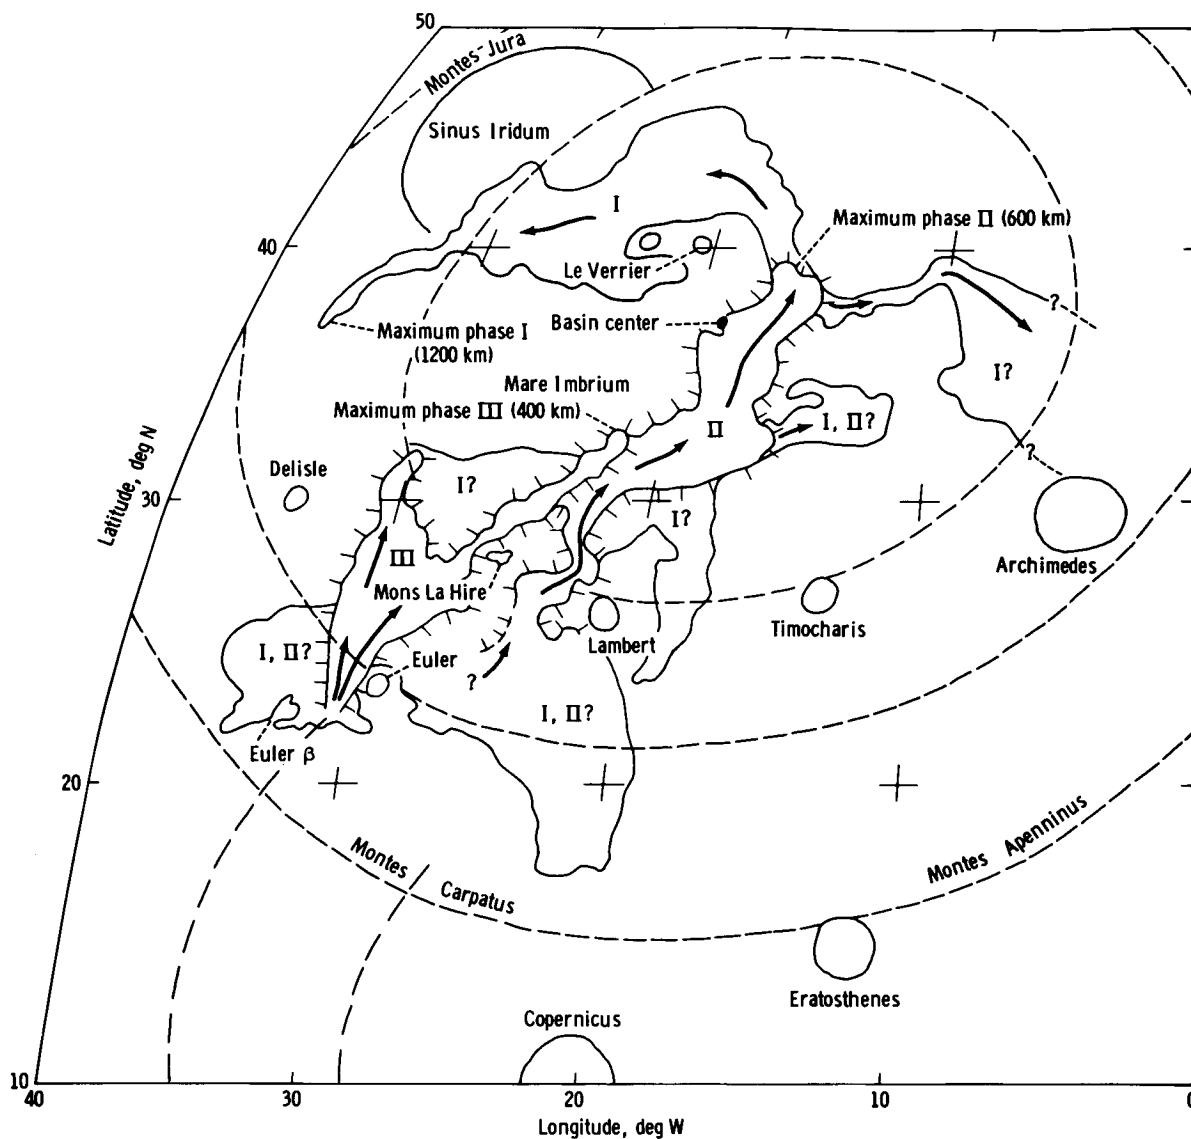 50
Montes Jura
Sinus Iridum
I
Maximum phase II (600 km)
40
Le Verrier
Basin center
?
Maximum phase I
(1200 km)
I?
Mare Imbrium
Maximum phase III (400 km)
II
I, II?
?
Latitude, deg N
Delisle
I?
30
I?
Archimedes
III
Mons La Hire
Timocharis
Lambert
I, II?
Euler
?
I, II?
Euler β
20
Montes Carpatus
Montes Apenninus
Eratosthenes
Copernicus
10
40
30
20
10
0
Longitude, deg W